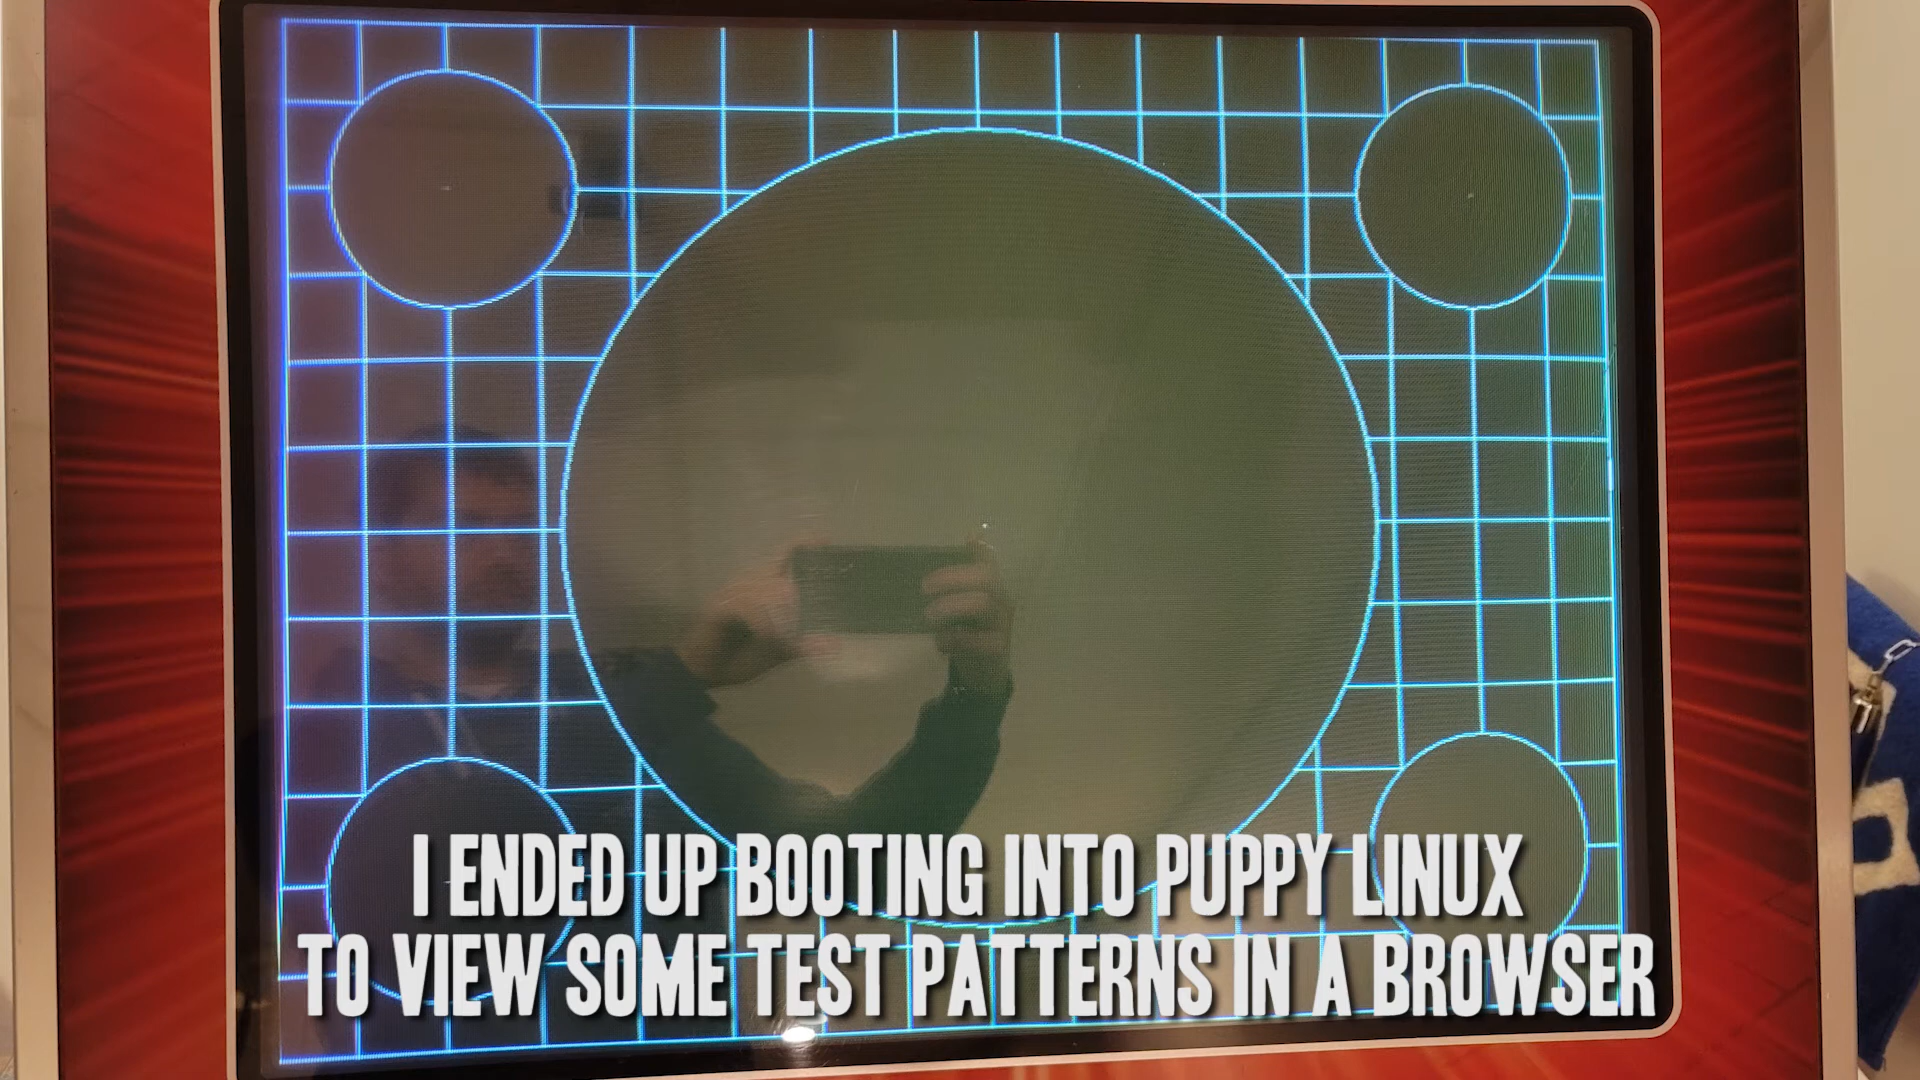 I ENDED UP BOOTING INTO PUPPY LINUX
TO VIEW SOME TEST PATTERNS IN A BROWSER